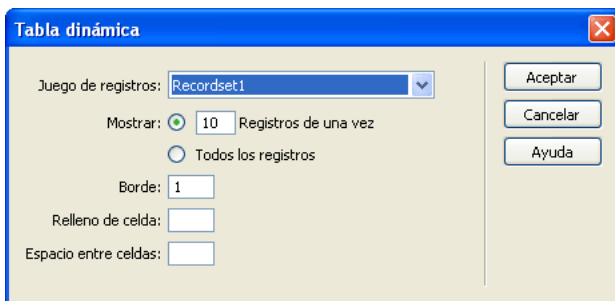 Tabla dinámica
Juego de registros: Recordset1
Mostrar: 10 Registros de una vez
Todos los registros
Borde: 1
Relleno de celda:
Espacio entre celdas:
Aceptar
Cancelar
Ayuda